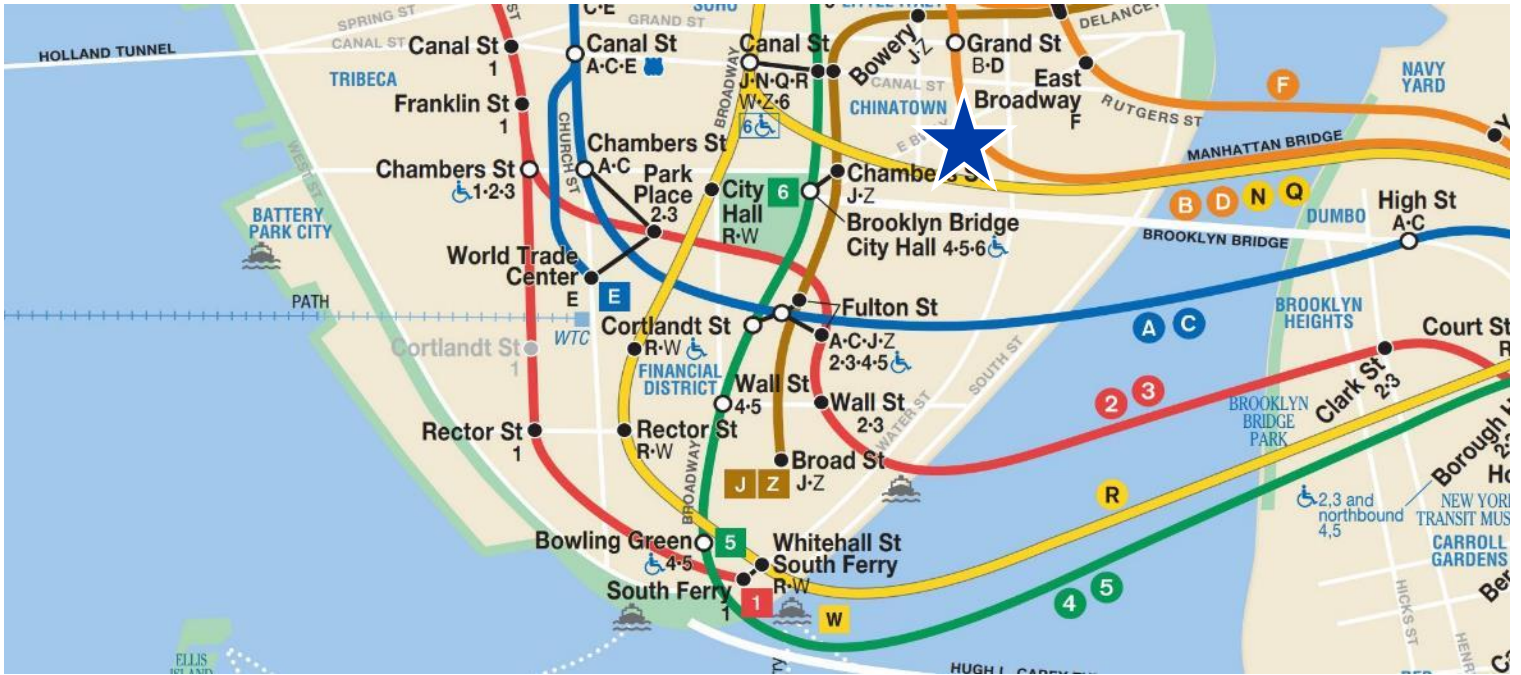 HOLLAND TUNNEL
SPRING ST
CANAL ST
GRAND ST
C·E
SOHO
DELANCEY
Canal St
1
Canal St
A·C·E
Canal St
J·N·Q·R
W·Z·6
6
Bowery
J·Z
Grand St
B·D
East
Broadway
F
F
NAVY
YARD
TRIBECA
BROADWAY
CANAL ST
CHINATOWN
RUTGERS ST
MANHATTAN BRIDGE
Franklin St
1
CHURCH ST
WEST ST
Chambers St
1·2·3
Chambers St
A·C
Park
Place
2·3
City
Hall
R·W
6
Chambers St
J·Z
Brooklyn Bridge
City Hall 4·5·6
B D N Q
DUMBO
BROOKLYN BRIDGE
High St
A·C
BATTERY
PARK CITY
World Trade
Center
E
E
PATH
WTC
Cortlandt St
1
Cortlandt St
R·W
Fulton St
A·C·J·Z
2·3·4·5
A C
BROOKLYN
HEIGHTS
Court St
R
FINANCIAL
DISTRICT
Wall St
4·5
Wall St
2·3
SOUTH ST
WATER ST
2 3
Clark St
2·3
BROOKLYN
BRIDGE
PARK
Rector St
1
Rector St
R·W
BROADWAY
Broad St
J·Z
J Z
R
2,3 and
northbound
4,5
NEW YORK
TRANSIT
CARROLL
GARDENS
Bowling Green
4·5
5
Whitehall St
South Ferry
R·W
South Ferry
1
1
W
4 5
HICKS ST
ELLIS
ISLAND